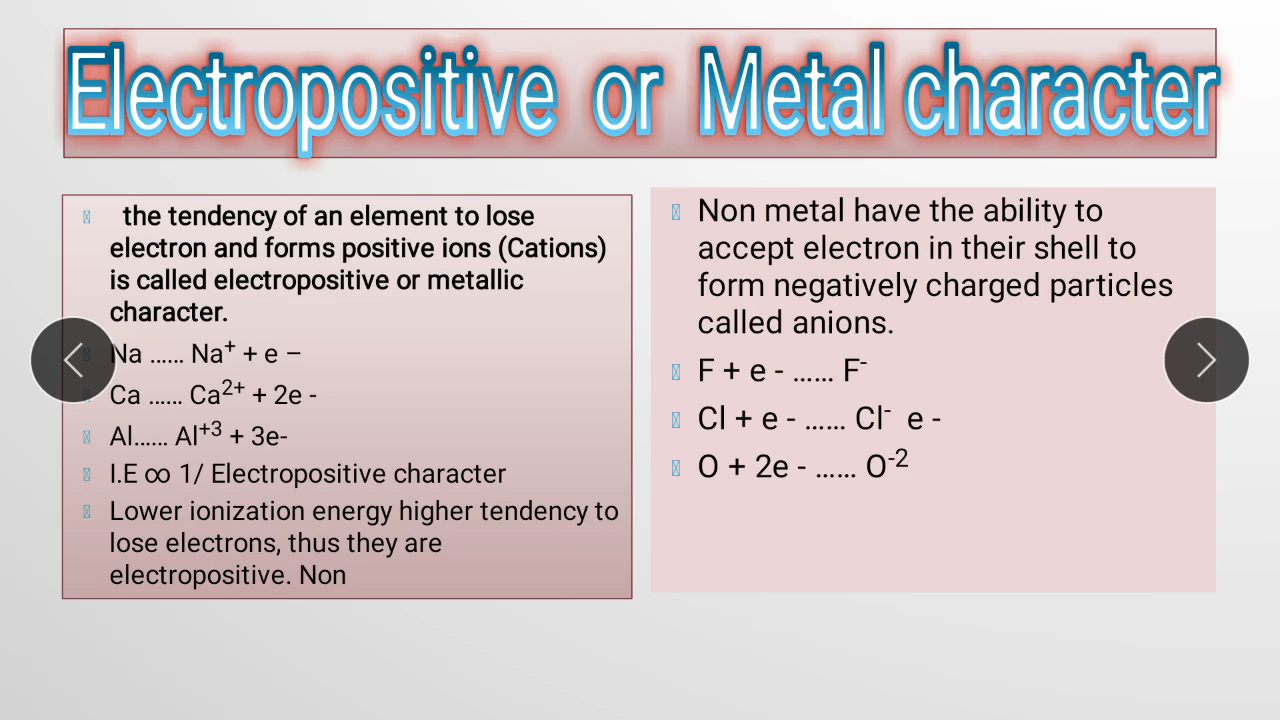 Electropositive or Metal character
the tendency of an element to lose
electron and forms positive ions (Cations)
is called electropositive or metallic
character.
Na ...... Na⁺ + e –
Ca ...... Ca²⁺ + 2e -
Al...... Al⁺³ + 3e-
I.E ∞ 1/ Electropositive character
Lower ionization energy higher tendency to
lose electrons, thus they are
electropositive. Non
Non metal have the ability to
accept electron in their shell to
form negatively charged particles
called anions.
F + e - ...... F⁻
Cl + e - ...... Cl⁻ e -
O + 2e - ...... O⁻²